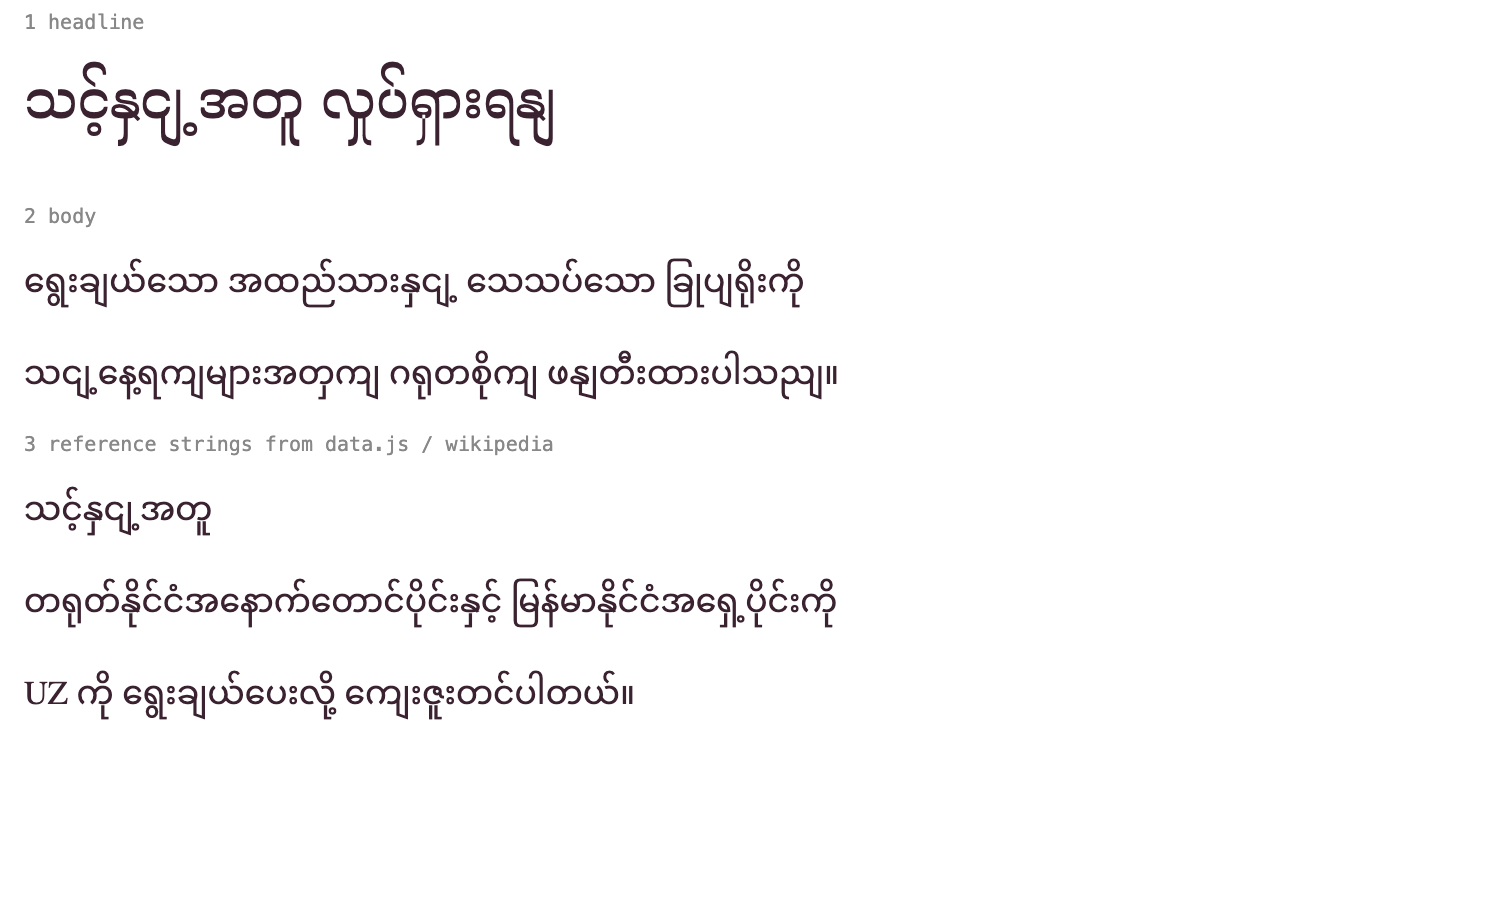 1 headline
သင့်နှငျ့အတူ လှုပ်ရှားရနျ
2 body
ရွေးချယ်သော အထည်သားနှငျ့ သေသပ်သော ခြုပျရိုးကို
သငျ့နေ့ရကျများအတှကျ ဂရုတစိုကျ ဖနျတီးထားပါသညျ။
3 reference strings from data.js / wikipedia
သင့်နှငျ့အတူ
တရုတ်နိုင်ငံအနောက်တောင်ပိုင်းနှင့် မြန်မာနိုင်ငံအရှေ့ပိုင်းကို
UZ ကို ရွေးချယ်ပေးလို့ ကျေးဇူးတင်ပါတယ်။